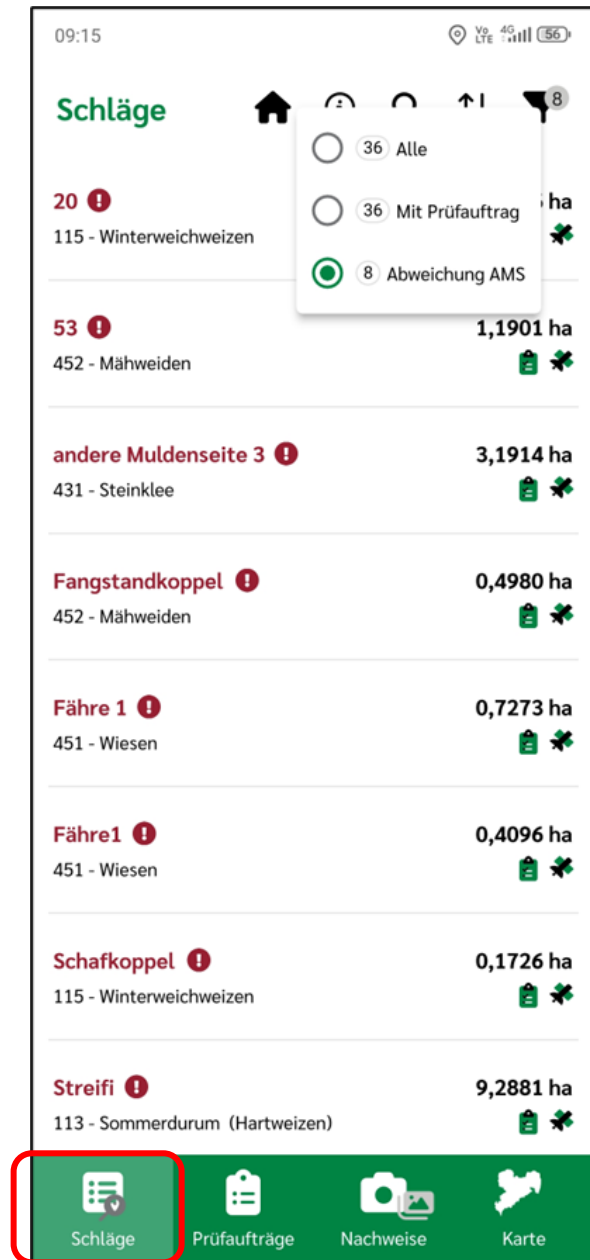 09:15
Vo LTE 4G 56
Schläge
8
36 Alle
36 Mit Prüfauftrag
8 Abweichung AMS
20
ha
115 - Winterweichweizen
53
1,1901 ha
452 - Mähweiden
andere Muldenseite 3
3,1914 ha
431 - Steinklee
Fangstandkoppel
0,4980 ha
452 - Mähweiden
Fähre 1
0,7273 ha
451 - Wiesen
Fähre1
0,4096 ha
451 - Wiesen
Schafkoppel
0,1726 ha
115 - Winterweichweizen
Streifi
9,2881 ha
113 - Sommerdurum (Hartweizen)
Schläge Prüfaufträge Nachweise Karte